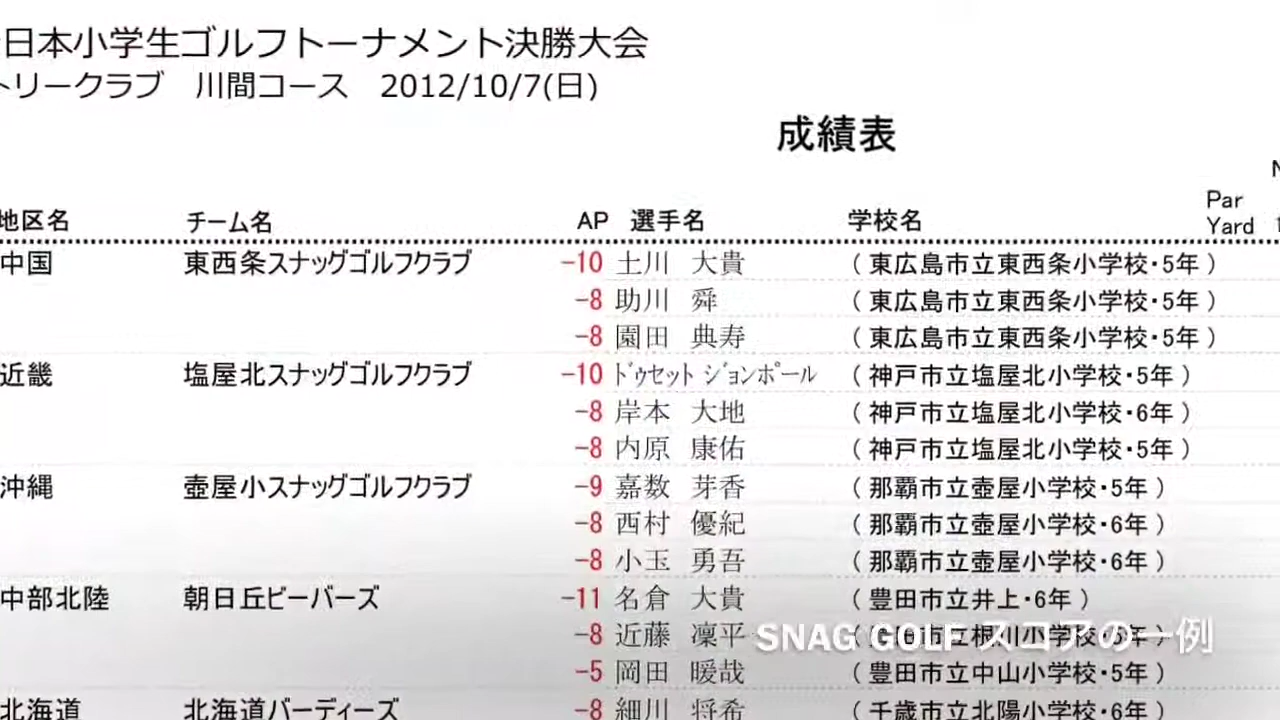 日本小学生ゴルフトーナメント決勝大会
トリークラブ 川間コース 2012/10/7(日)
成績表
地区名 チーム名 AP 選手名 学校名 Par
Yard
中国 東西条スナッグゴルフクラブ -10 土川 大貴 (東広島市立東西条小学校・5年)
-8 助川 舜 (東広島市立東西条小学校・5年)
-8 園田 典寿 (東広島市立東西条小学校・5年)
近畿 塩屋北スナッグゴルフクラブ -10 ﾄﾞｩｾｯﾄ ｼﾞｮﾝﾎﾟｰﾙ (神戸市立塩屋北小学校・5年)
-8 岸本 大地 (神戸市立塩屋北小学校・6年)
-8 内原 康佑 (神戸市立塩屋北小学校・5年)
沖縄 壺屋小スナッグゴルフクラブ -9 嘉数 芽香 (那覇市立壺屋小学校・5年)
-8 西村 優紀 (那覇市立壺屋小学校・6年)
-8 小玉 勇吾 (那覇市立壺屋小学校・6年)
中部北陸 朝日丘ビーバーズ -11 名倉 大貴 (豊田市立井上・6年)
-8 近藤 凜平 (豊田市立根川小学校・5年)
SNAG GOLF スコアの一例
-5 岡田 暖哉 (豊田市立中山小学校・5年)
北海道 北海道バーディーズ -8 細川 将希 (千歳市立北陽小学校・6年)